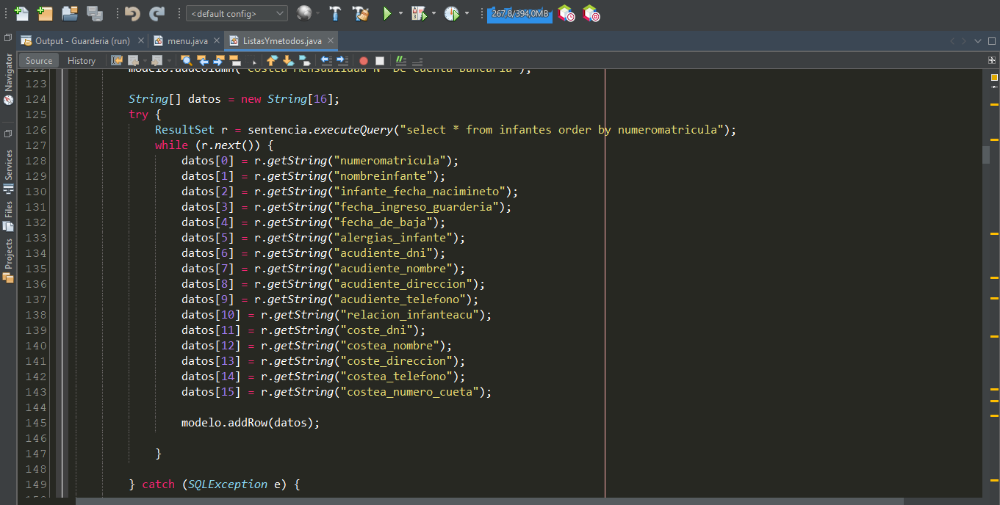 <default config>
267,8/394,0MB
Output - Guarderia (run)
menu.java
ListasYmetodos.java
Source
History
Navigator
Services
Files
Projects
122 modelo.addColumn("Costea Mensualidad N° De Cuenta Bancaria");
123
124 String[] datos = new String[16];
125 try {
126 ResultSet r = sentencia.executeQuery("select * from infantes order by numeromatricula");
127 while (r.next()) {
128 datos[0] = r.getString("numeromatricula");
129 datos[1] = r.getString("nombreinfante");
130 datos[2] = r.getString("infante_fecha_nacimineto");
131 datos[3] = r.getString("fecha_ingreso_guarderia");
132 datos[4] = r.getString("fecha_de_baja");
133 datos[5] = r.getString("alergias_infante");
134 datos[6] = r.getString("acudiente_dni");
135 datos[7] = r.getString("acudiente_nombre");
136 datos[8] = r.getString("acudiente_direccion");
137 datos[9] = r.getString("acudiente_telefono");
138 datos[10] = r.getString("relacion_infanteacu");
139 datos[11] = r.getString("coste_dni");
140 datos[12] = r.getString("costea_nombre");
141 datos[13] = r.getString("coste_direccion");
142 datos[14] = r.getString("costea_telefono");
143 datos[15] = r.getString("costea_numero_cueta");
144
145 modelo.addRow(datos);
146
147 }
148
149 } catch (SQLException e) {